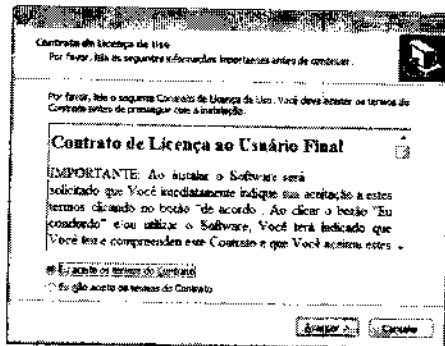 Contrato de Licença de Uso
Por favor, leia as seguintes informações importantes antes de continuar.
Por favor, leia o seguinte Contrato de Licença de Uso. Você deve aceitar os termos do
Contrato antes de prosseguir com a instalação.
Contrato de Licença ao Usuário Final
IMPORTANTE: Ao instalar o Software será
solicitado que Você imediatamente indique sua aceitação a estes
termos clicando no botão "de acordo". Ao clicar o botão "Eu
concordo" e/ou utilizar o Software, Você terá indicado que
Você leu e compreendeu este Contrato e que Você aceitou estes
Eu aceito os termos do Contrato
Eu não aceito os termos do Contrato
Avançar >
Cancelar